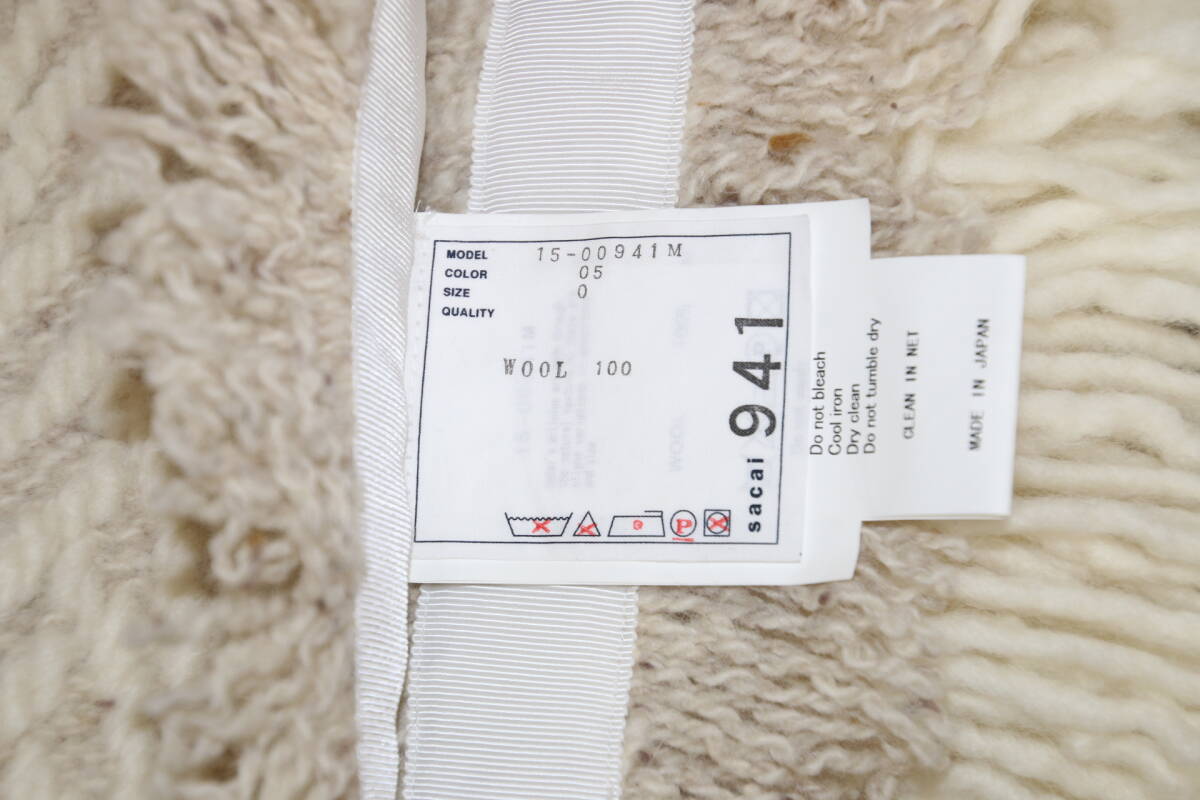 MODEL 15-00941M
COLOR 05
SIZE 0
QUALITY
WOOL 100
P
sacai 941
Do not bleach
Cool iron
Dry clean
Do not tumble dry
CLEAN IN NET
MADE IN JAPAN